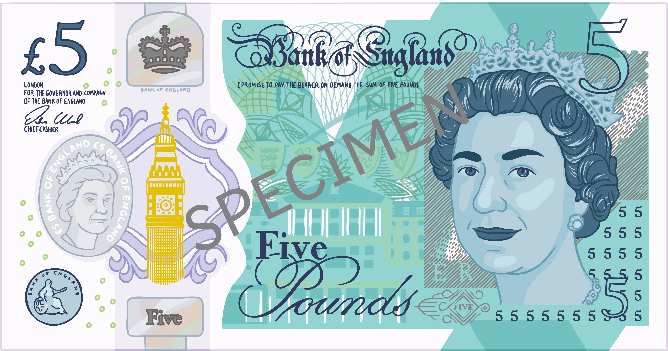 £5
LONDON
FOR THE GOVERNOR AND COMPANY
OF THE BANK OF ENGLAND
CHIEF CASHIER
BANK OF ENGLAND
Bank of England
I PROMISE TO PAY THE BEARER ON DEMAND THE SUM OF FIVE POUNDS
5
SPECIMEN
£5 BANK OF ENGLAND £5 BANK OF ENGLAND
BANK OF ENGLAND
Five
Five
Pounds
FIVE
E R
5 5
5 5 5
5 5 5 5
5 5 5 5
5 5 5
5
5 5 5 5 5 5 5 5 5